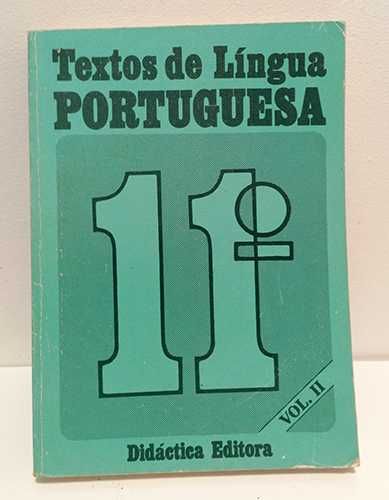 Textos de Língua
PORTUGUESA
11º
VOL. II
Didáctica Editora